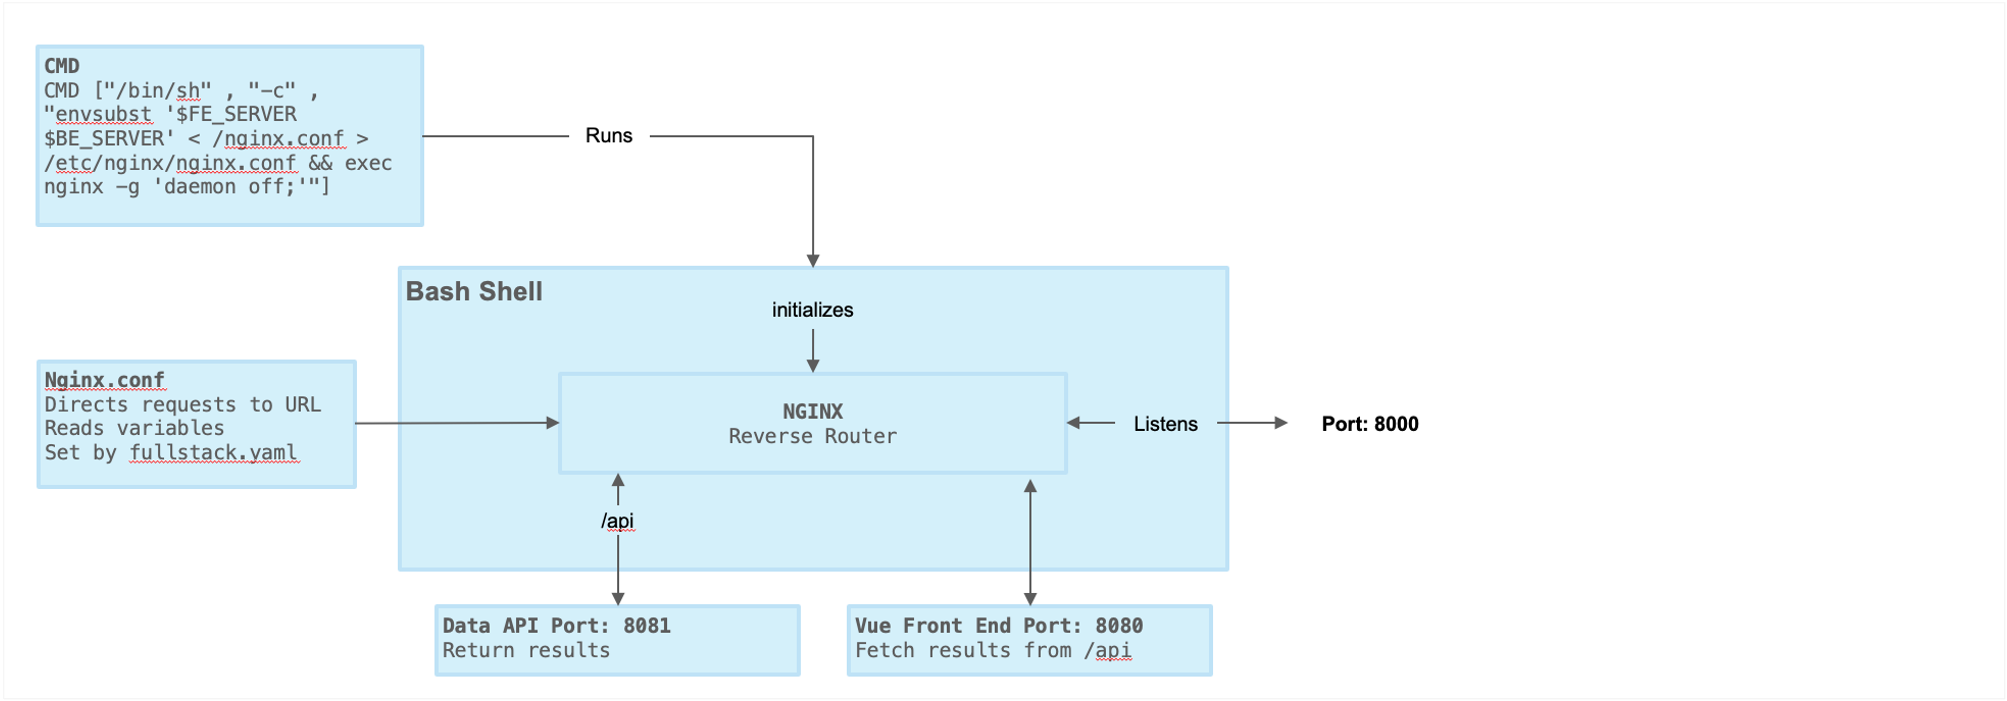 CMD
CMD ["/bin/sh" , "-c" ,
"envsubst '$FE_SERVER
$BE_SERVER' < /nginx.conf >
/etc/nginx/nginx.conf && exec
nginx -g 'daemon off;'"]
Runs
Bash Shell
initializes
Nginx.conf
Directs requests to URL
Reads variables
Set by fullstack.yaml
NGINX
Reverse Router
Listens
Port: 8000
/api
Data API Port: 8081
Return results
Vue Front End Port: 8080
Fetch results from /api